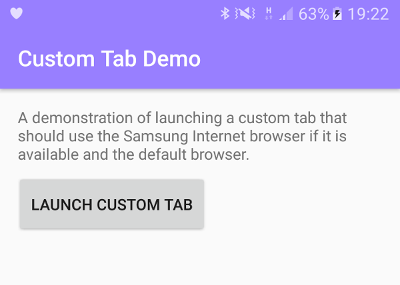 H 63% 19:22
Custom Tab Demo
A demonstration of launching a custom tab that
should use the Samsung Internet browser if it is
available and the default browser.
LAUNCH CUSTOM TAB